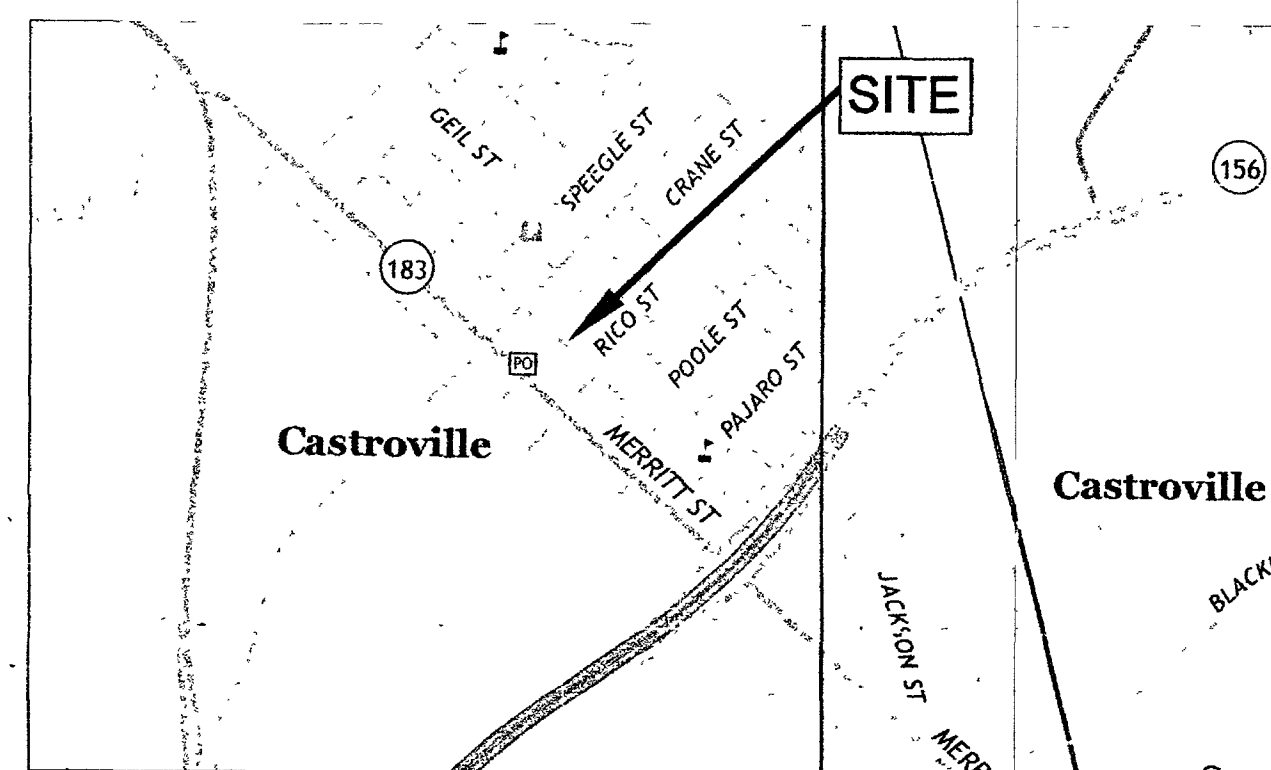 SITE
GEIL ST
SPEEGLE ST
CRANE ST
156
183
RICO ST
PO
POOLE ST
PAJARO ST
Castroville
MERRITT ST
Castroville
JACKSON ST